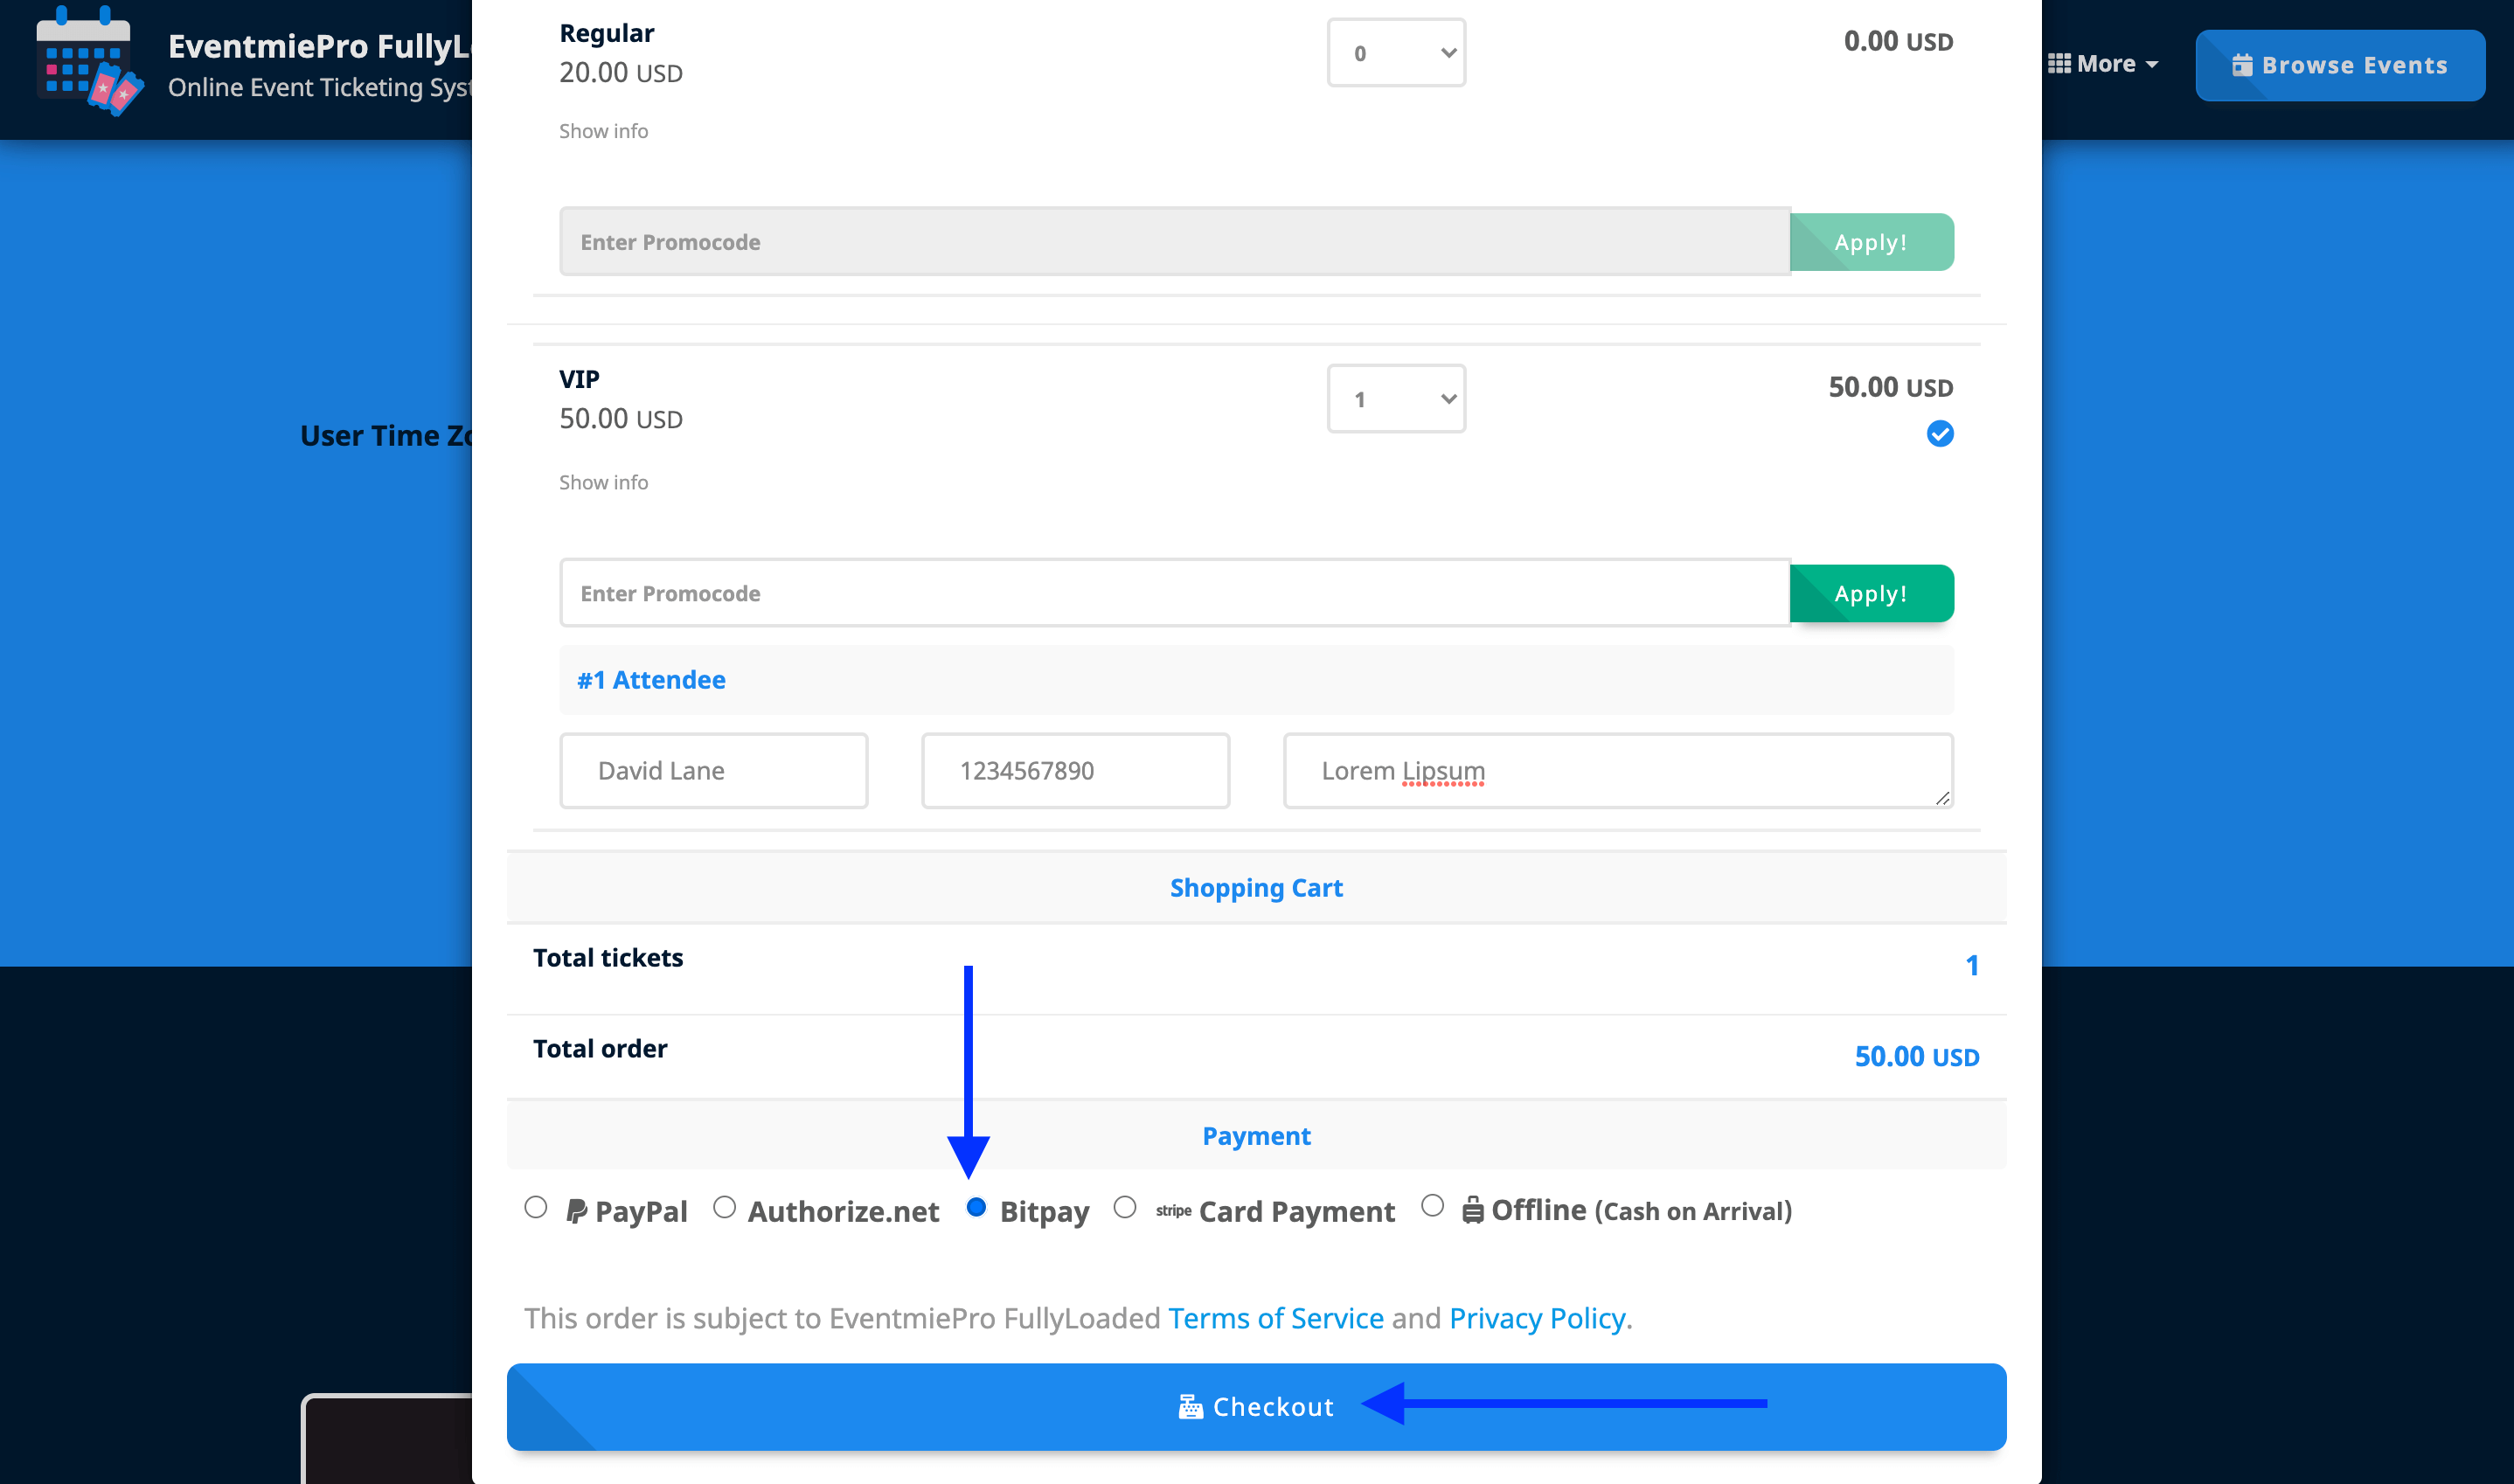 EventmiePro FullyL
Online Event Ticketing Syst
More
Browse Events
Regular
20.00 USD
0
0.00 USD
Show info
Enter Promocode
Apply!
VIP
50.00 USD
1
50.00 USD
User Time Zo
Show info
Enter Promocode
Apply!
#1 Attendee
David Lane
1234567890
Lorem Lipsum
Shopping Cart
Total tickets
1
Total order
50.00 USD
Payment
PayPal Authorize.net Bitpay stripe Card Payment Offline (Cash on Arrival)
This order is subject to EventmiePro FullyLoaded Terms of Service and Privacy Policy.
Checkout